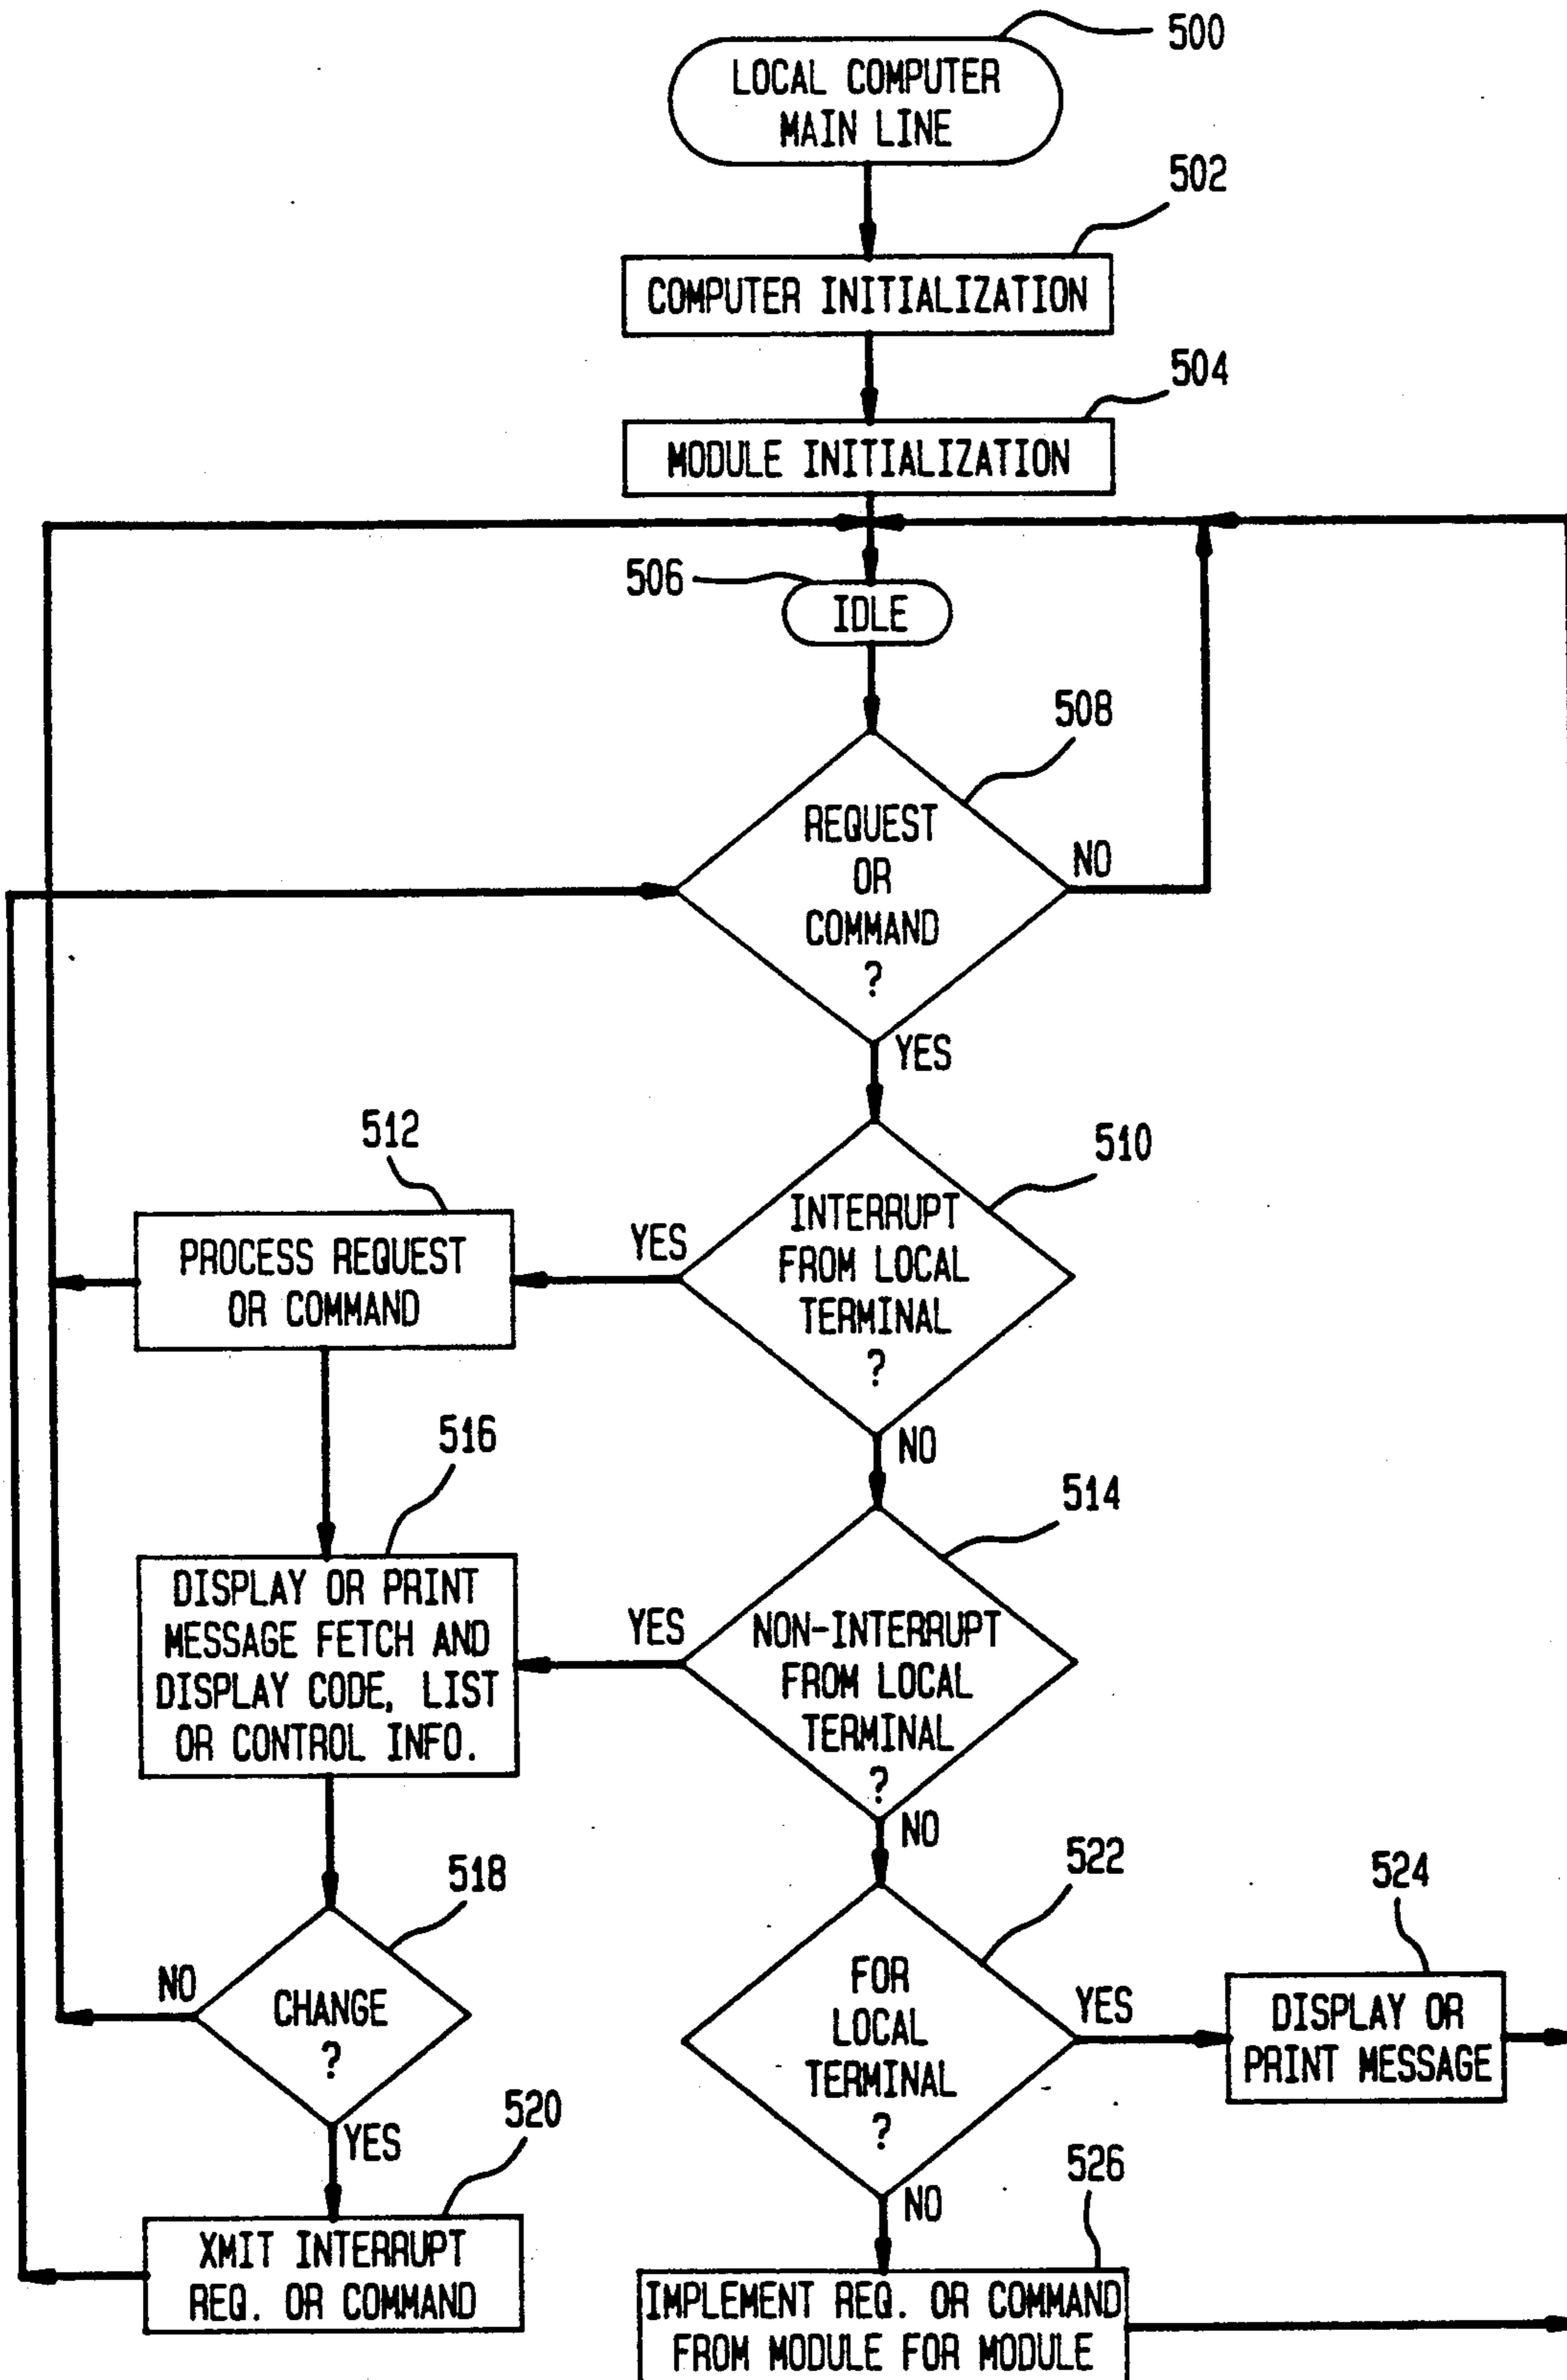 500
LOCAL COMPUTER
MAIN LINE
502
COMPUTER INITIALIZATION
504
MODULE INITIALIZATION
506
IDLE
508
REQUEST
OR
COMMAND
?
NO
YES
510
INTERRUPT
FROM LOCAL
TERMINAL
?
YES
NO
512
PROCESS REQUEST
OR COMMAND
514
NON-INTERRUPT
FROM LOCAL
TERMINAL
?
YES
NO
516
DISPLAY OR PRINT
MESSAGE FETCH AND
DISPLAY CODE, LIST
OR CONTROL INFO.
518
CHANGE
?
NO
YES
520
XMIT INTERRUPT
REQ. OR COMMAND
522
FOR
LOCAL
TERMINAL
?
YES
NO
524
DISPLAY OR
PRINT MESSAGE
526
IMPLEMENT REQ. OR COMMAND
FROM MODULE FOR MODULE